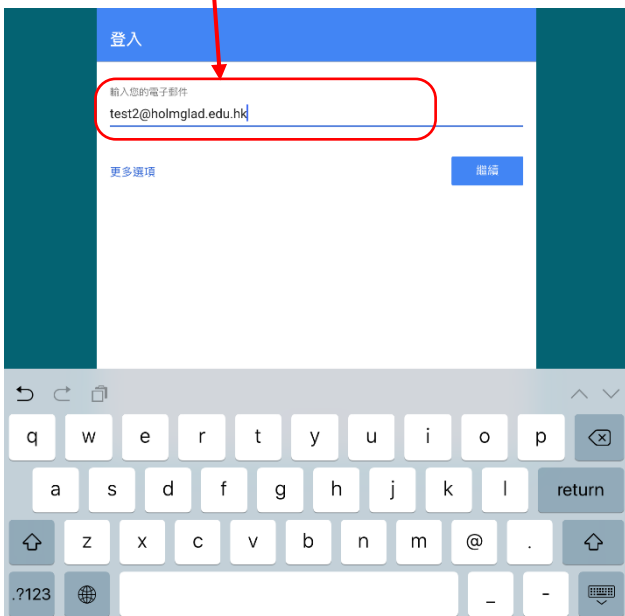 登入
輸入您的電子郵件
test2@holmglad.edu.hk
更多選項
繼續
q w e r t y u i o p
a s d f g h j k l return
z x c v b n m @ .
.?123 _ -